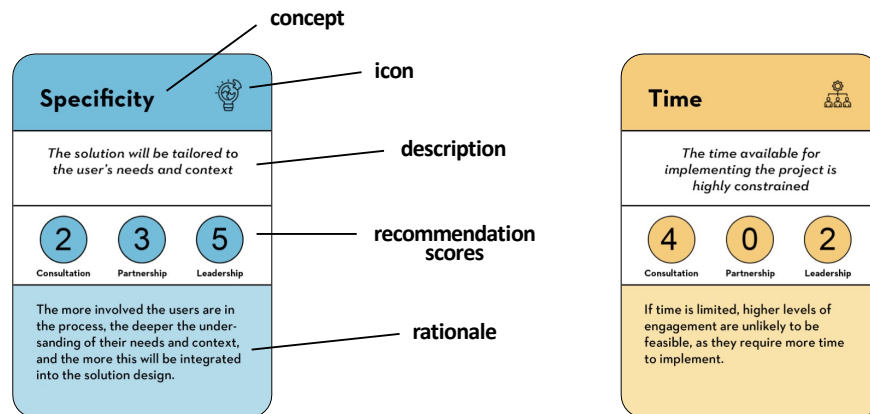 concept
icon
description
recommendation
scores
rationale
Specificity
The solution will be tailored to
the user's needs and context
2 3 5
Consultation Partnership Leadership
The more involved the users are in
the process, the deeper the under-
sanding of their needs and context,
and the more this will be integrated
into the solution design.
Time
The time available for
implementing the project is
highly constrained
4 0 2
Consultation Partnership Leadership
If time is limited, higher levels of
engagement are unlikely to be
feasible, as they require more time
to implement.